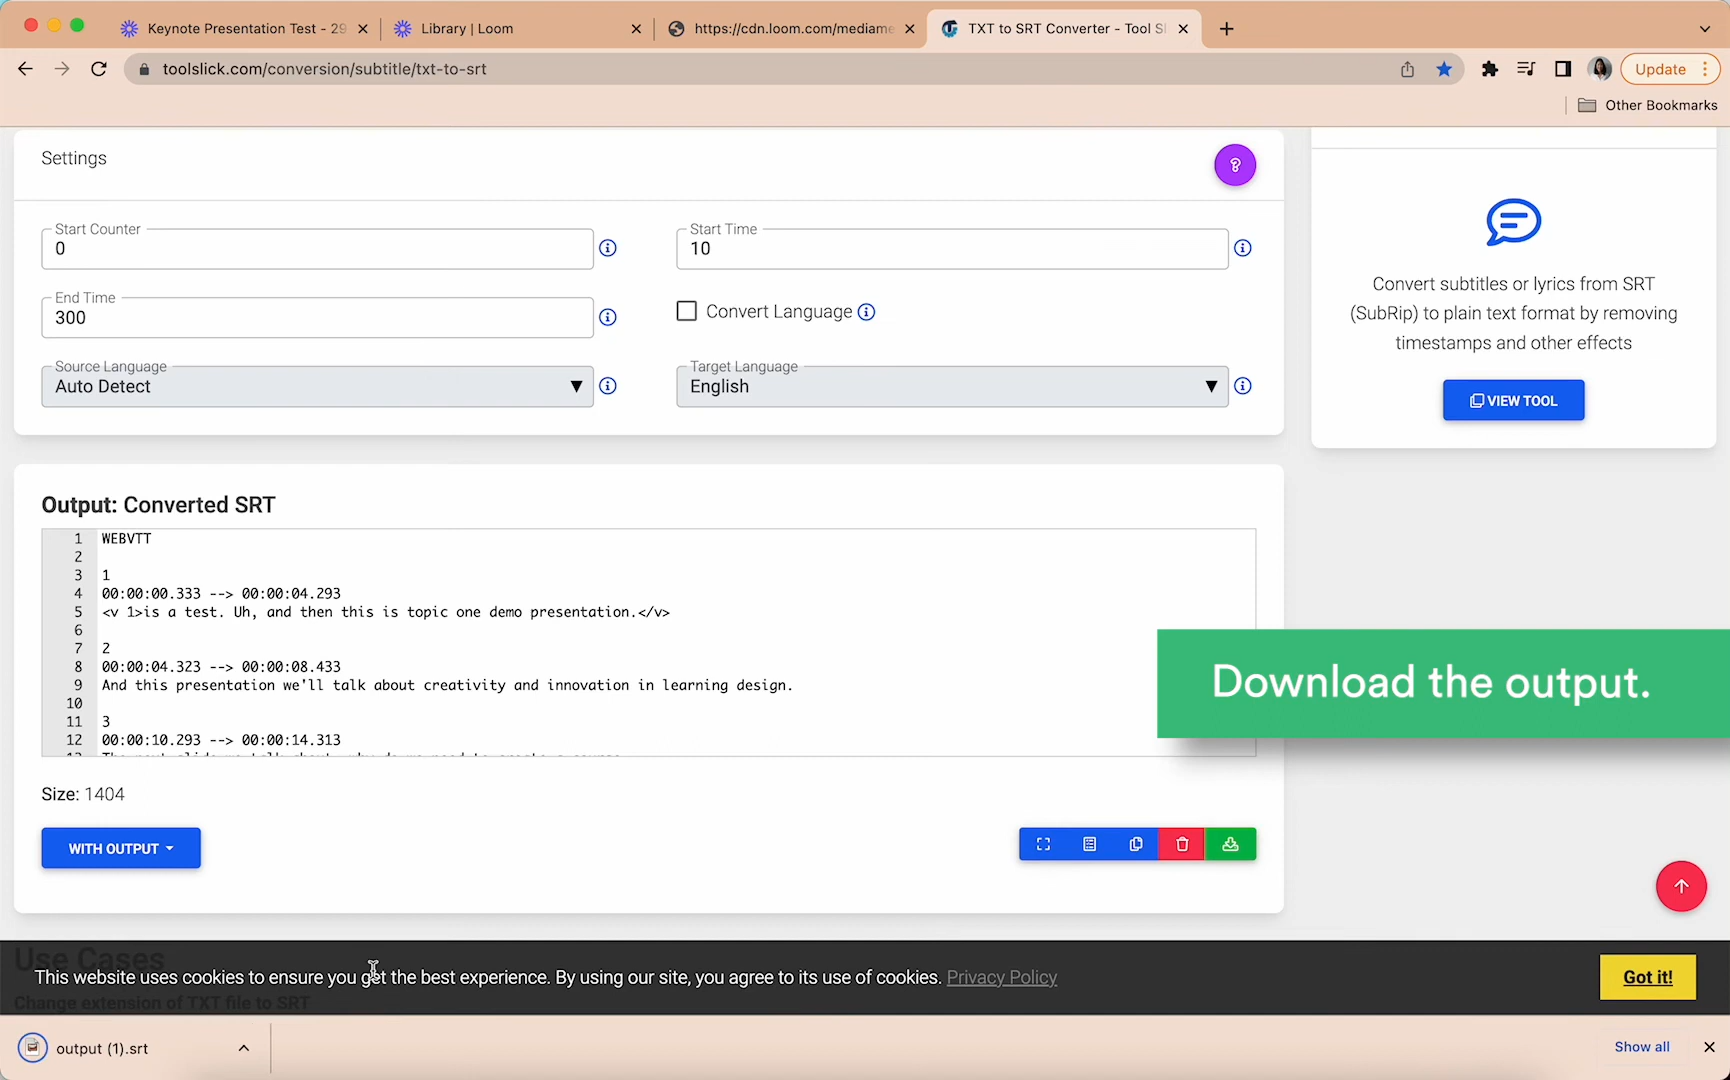 Keynote Presentation Test - 29
Library | Loom
https://cdn.loom.com/mediame
TXT to SRT Converter - Tool Sl
toolslick.com/conversion/subtitle/txt-to-srt
Update
Other Bookmarks
Settings
Start Counter
0
Start Time
10
End Time
300
Convert Language
Source Language
Auto Detect
Target Language
English
Convert subtitles or lyrics from SRT
(SubRip) to plain text format by removing
timestamps and other effects
VIEW TOOL
Output: Converted SRT
1 WEBVTT
2
3 1
4 00:00:00.333 --> 00:00:04.293
5 <v 1>is a test. Uh, and then this is topic one demo presentation.</v>
6
7 2
8 00:00:04.323 --> 00:00:08.433
9 And this presentation we'll talk about creativity and innovation in learning design.
10
11 3
12 00:00:10.293 --> 00:00:14.313
Download the output.
Size: 1404
WITH OUTPUT
Use Cases
This website uses cookies to ensure you get the best experience. By using our site, you agree to its use of cookies. Privacy Policy
Got it!
Change extension of TXT file to SRT
output (1).srt
Show all